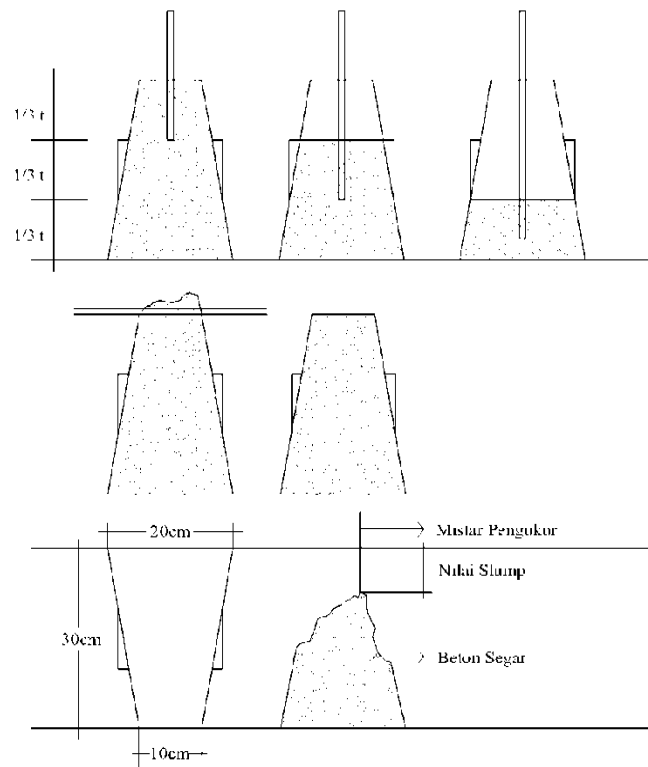 1/3 t
1/3 t
1/3 t
20cm
Mistar Pengukur
Nilai Slump
30cm
Beton Segar
10cm